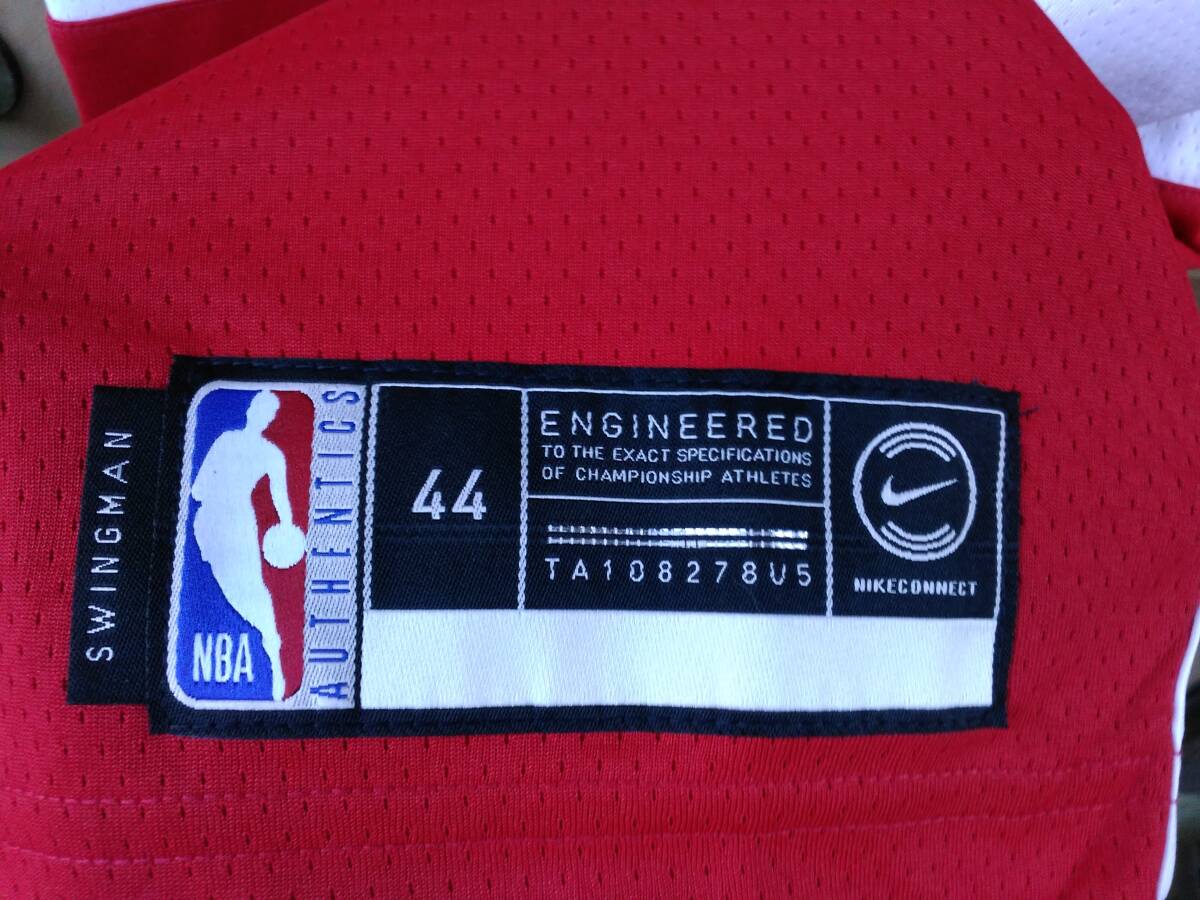 SWINGMAN
NBA
AUTHENTICS
44
ENGINEERED
TO THE EXACT SPECIFICATIONS
OF CHAMPIONSHIP ATHLETES
TA108278U5
NIKECONNECT